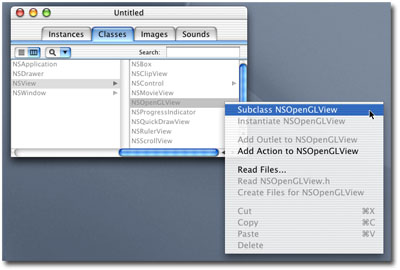 Untitled
Instances Classes Images Sounds
Search:
NSApplication
NSDrawer
NSView
NSWindow
NSBox
NSClipView
NSControl
NSMovieView
NSOpenGLView
NSProgressIndicator
NSQuickDrawView
NSRulerView
NSScrollView
Subclass NSOpenGLView
Instantiate NSOpenGLView
Add Outlet to NSOpenGLView
Add Action to NSOpenGLView
Read Files...
Read NSOpenGLView.h
Create Files for NSOpenGLView
Cut ⌘X
Copy ⌘C
Paste ⌘V
Delete